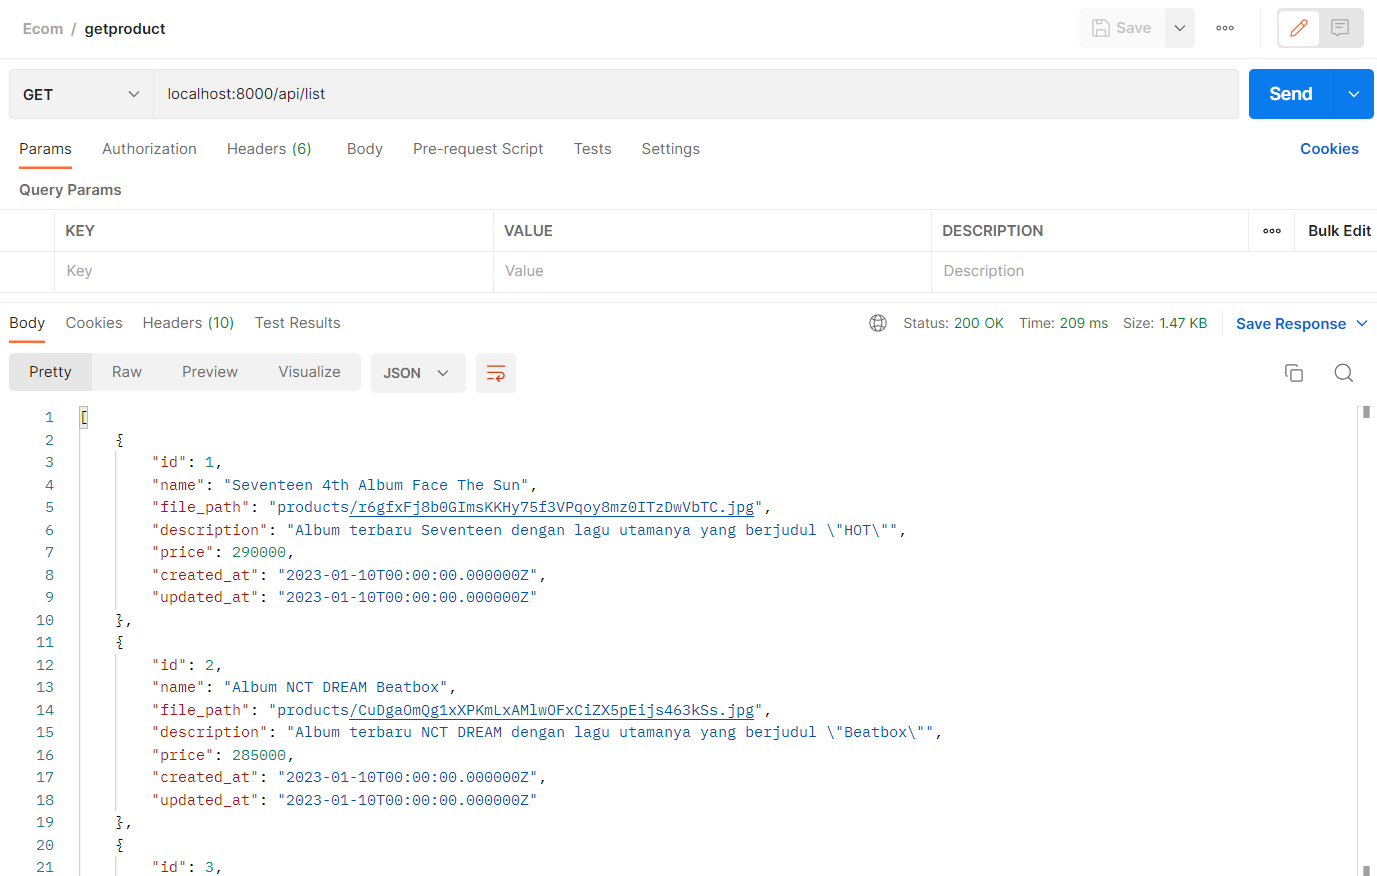 Ecom / getproduct
Save
GET
localhost:8000/api/list
Send
Params Authorization Headers (6) Body Pre-request Script Tests Settings Cookies
Query Params
KEY VALUE DESCRIPTION Bulk Edit
Key Value Description
Body Cookies Headers (10) Test Results Status: 200 OK Time: 209 ms Size: 1.47 KB Save Response
Pretty Raw Preview Visualize JSON
1 [
2 {
3 "id": 1,
4 "name": "Seventeen 4th Album Face The Sun",
5 "file_path": "products/r6gfxFj8b0GImsKKHy75f3VPqoy8mz0ITzDwVbTC.jpg",
6 "description": "Album terbaru Seventeen dengan lagu utamanya yang berjudul \"HOT\"",
7 "price": 290000,
8 "created_at": "2023-01-10T00:00:00.000000Z",
9 "updated_at": "2023-01-10T00:00:00.000000Z"
10 },
11 {
12 "id": 2,
13 "name": "Album NCT DREAM Beatbox",
14 "file_path": "products/CuDgaOmQg1xXPKmLxAMlwOFxCiZX5pEijs463kSs.jpg",
15 "description": "Album terbaru NCT DREAM dengan lagu utamanya yang berjudul \"Beatbox\"",
16 "price": 285000,
17 "created_at": "2023-01-10T00:00:00.000000Z",
18 "updated_at": "2023-01-10T00:00:00.000000Z"
19 },
20 {
21 "id": 3,